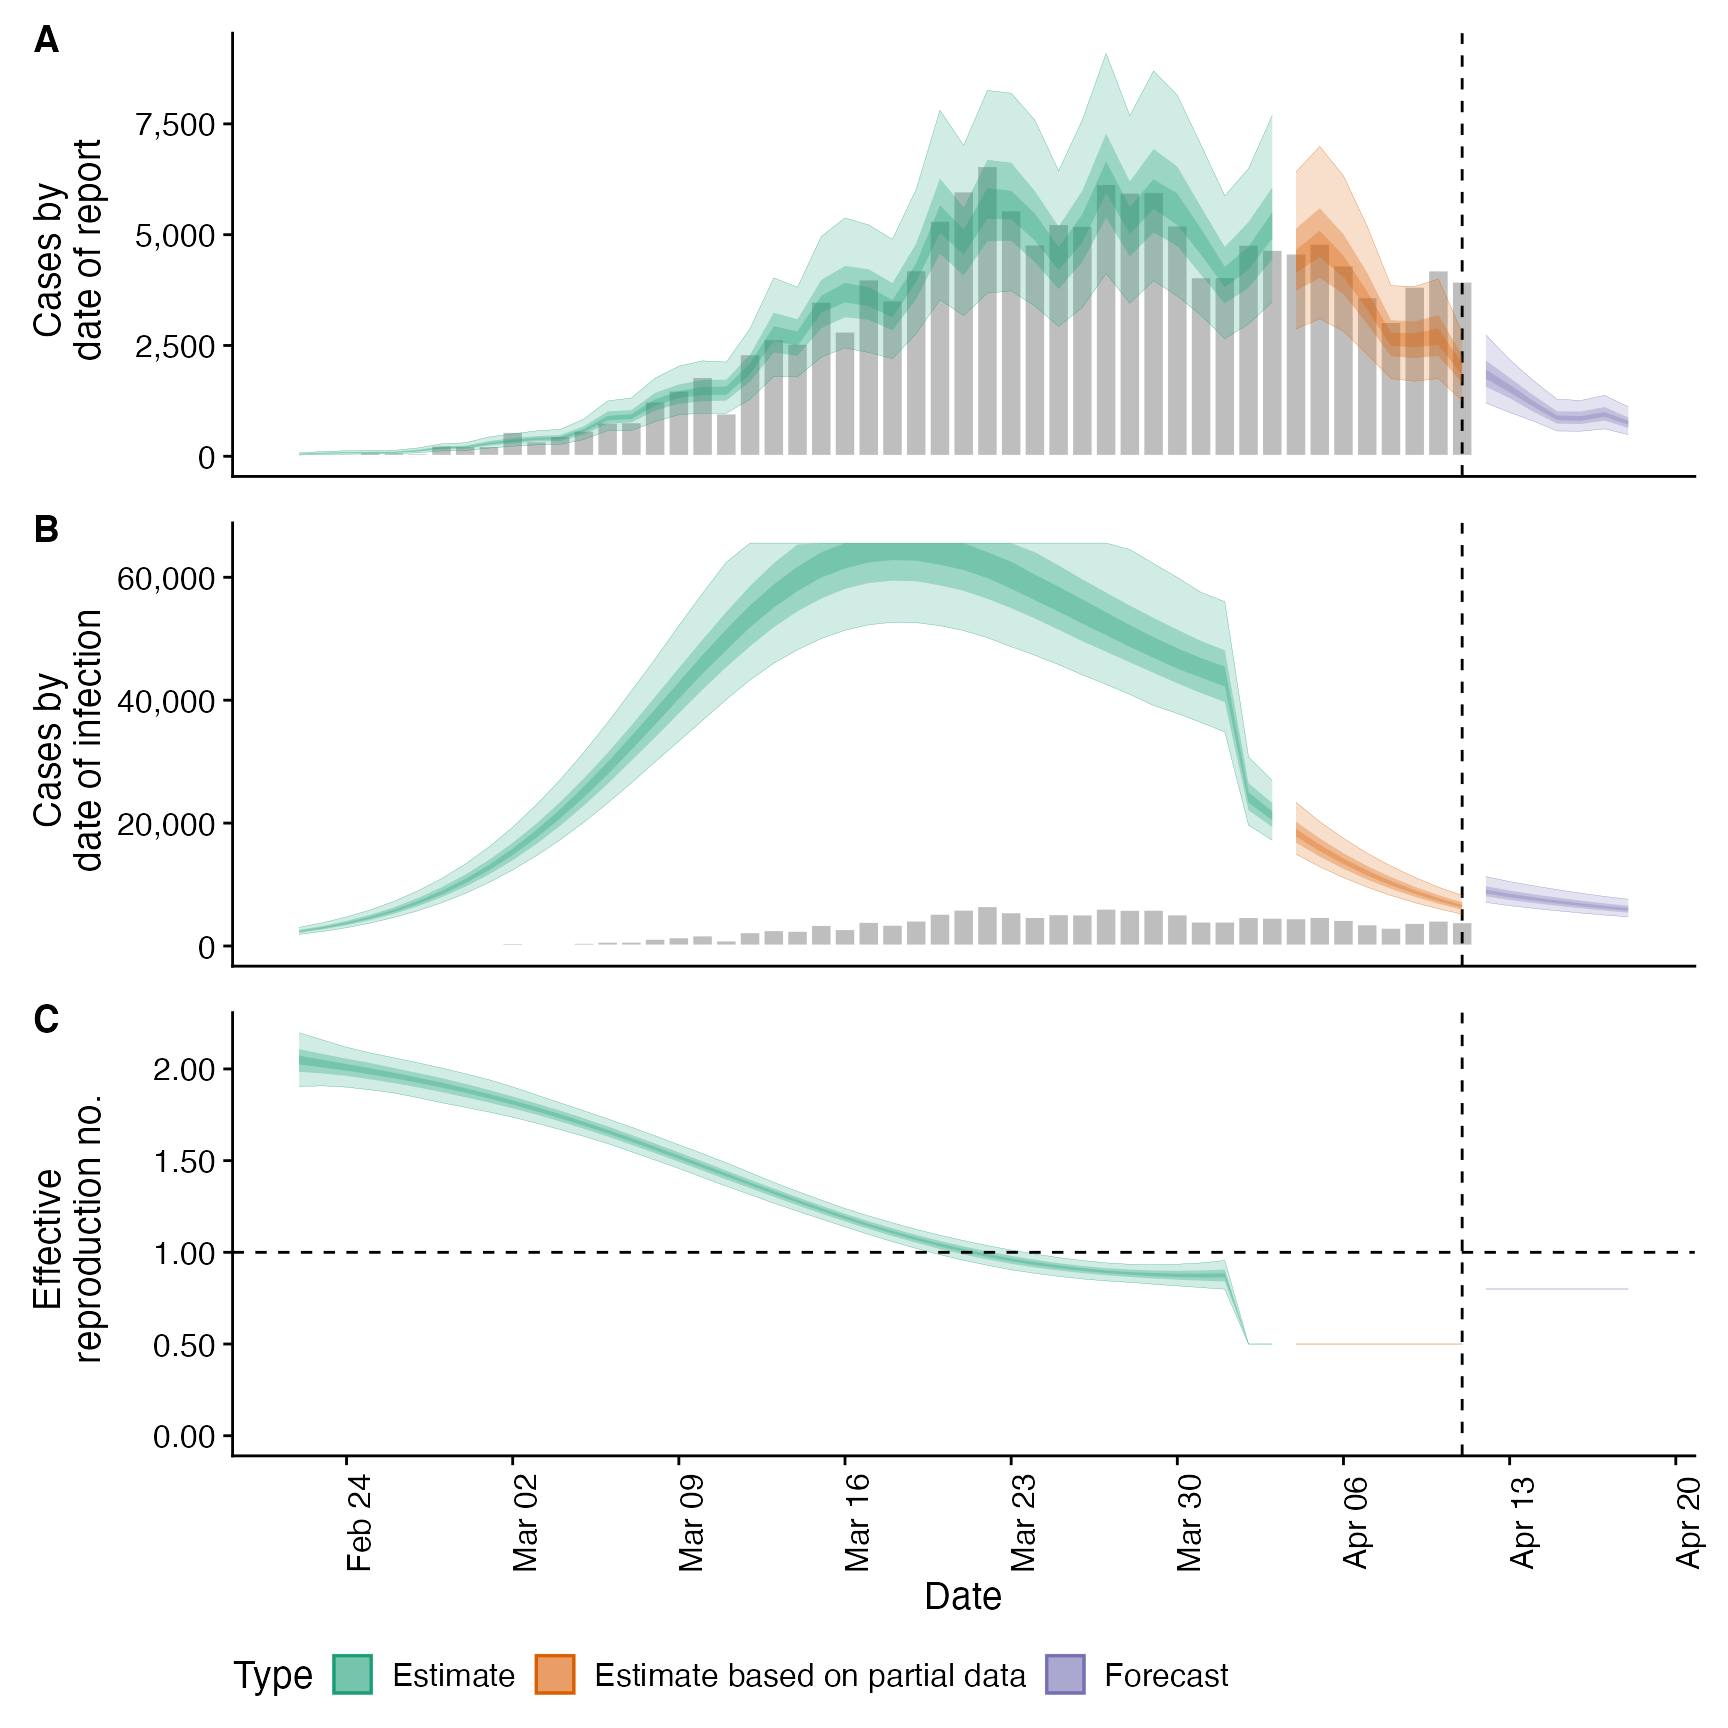 A
Cases by
date of report
7,500
5,000
2,500
0
B
Cases by
date of infection
60,000
40,000
20,000
0
C
Effective
reproduction no.
2.00
1.50
1.00
0.50
0.00
Feb 24
Mar 02
Mar 09
Mar 16
Mar 23
Mar 30
Apr 06
Apr 13
Apr 20
Date
Type Estimate Estimate based on partial data Forecast